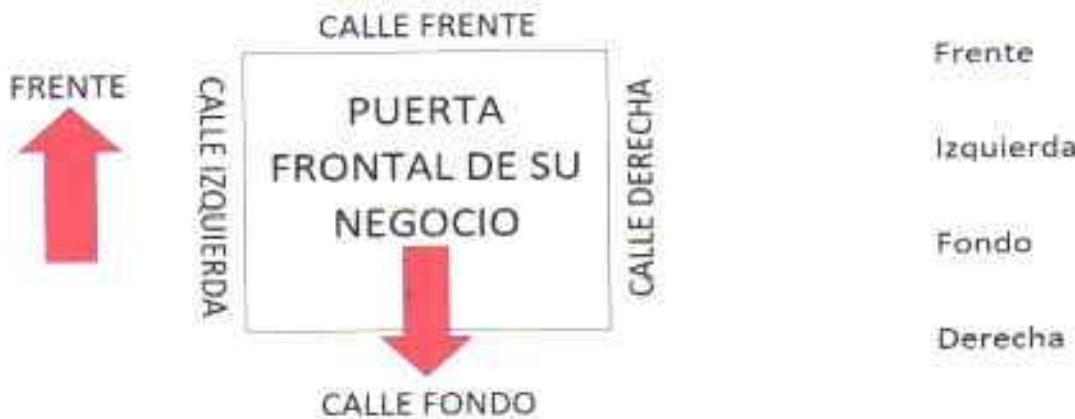 CALLE FRENTE
FRENTE
CALLE IZQUIERDA
PUERTA
FRONTAL DE SU
NEGOCIO
CALLE DERECHA
CALLE FONDO
Frente
Izquierda
Fondo
Derecha